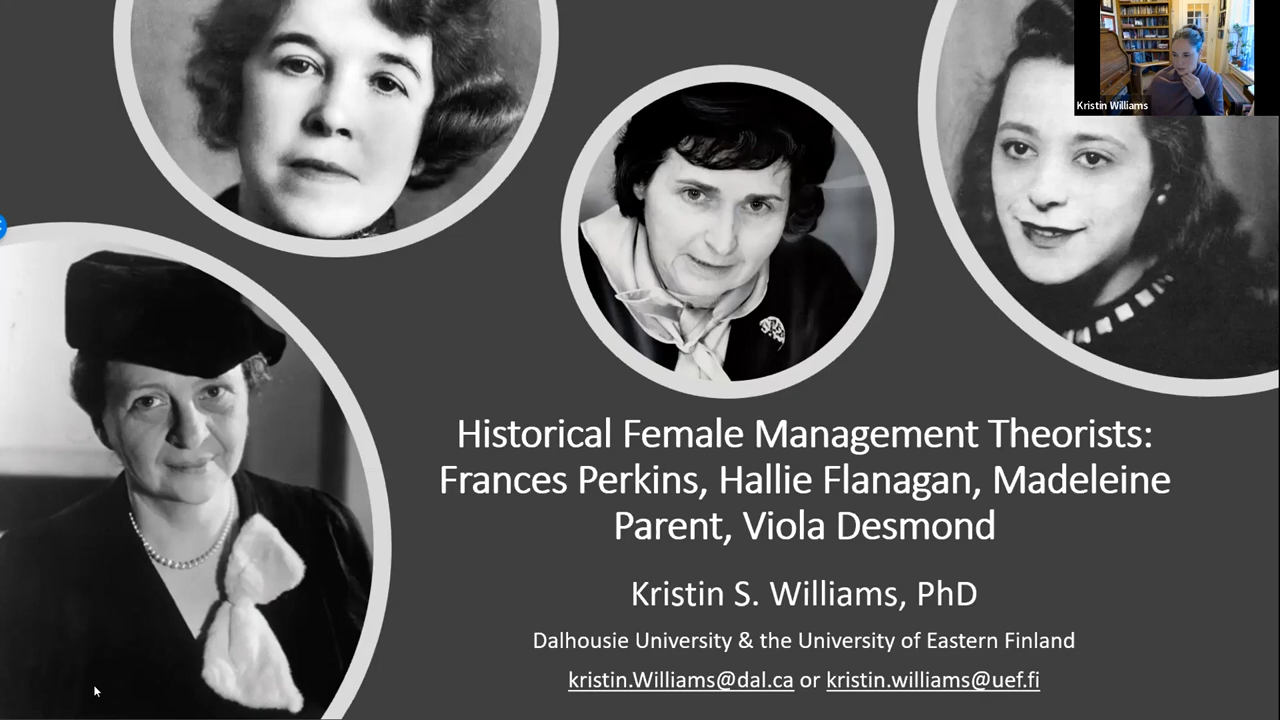 Kristin Williams
Historical Female Management Theorists:
Frances Perkins, Hallie Flanagan, Madeleine
Parent, Viola Desmond
Kristin S. Williams, PhD
Dalhousie University & the University of Eastern Finland
kristin.Williams@dal.ca or kristin.williams@uef.fi